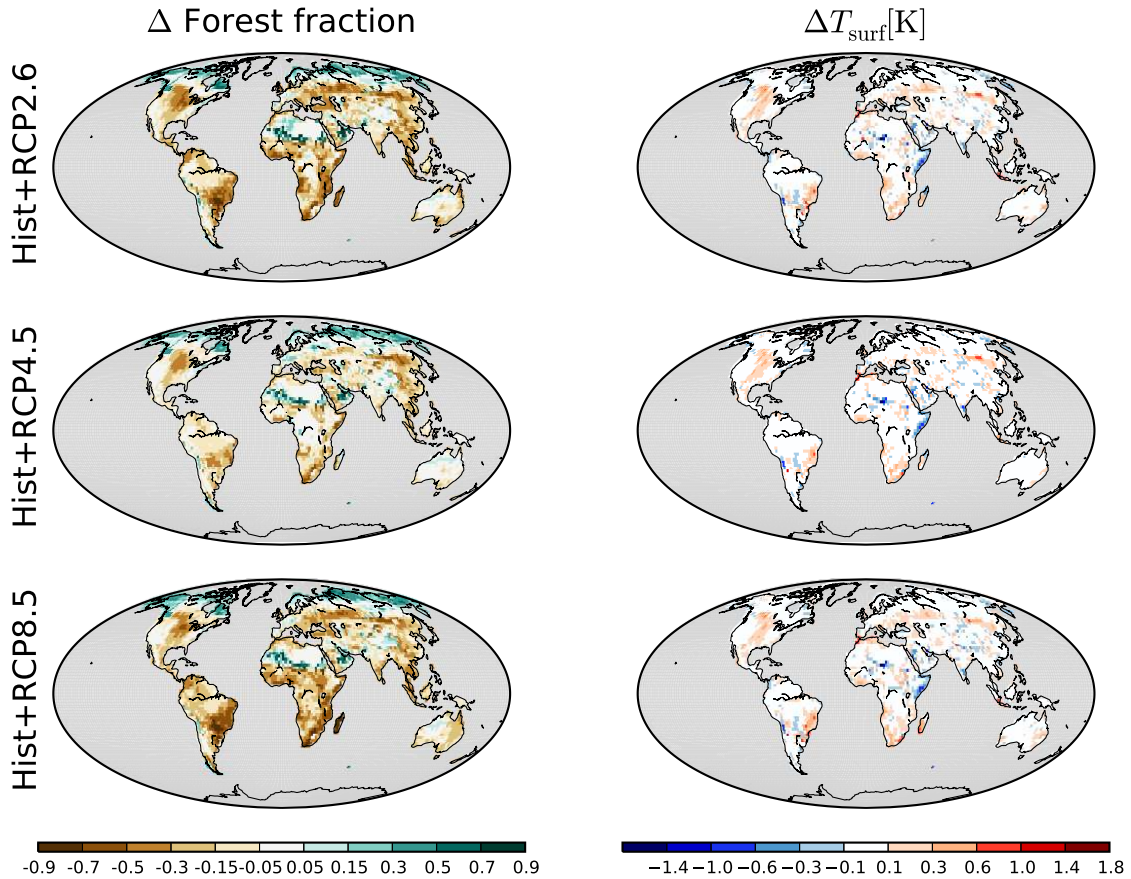 Δ Forest fraction
ΔT_surf[K]
Hist+RCP2.6
Hist+RCP4.5
Hist+RCP8.5
-0.9 -0.7 -0.5 -0.3 -0.15 -0.05 0.05 0.15 0.3 0.5 0.7 0.9
−1.4 −1.0 −0.6 −0.3 −0.1 0.1 0.3 0.6 1.0 1.4 1.8